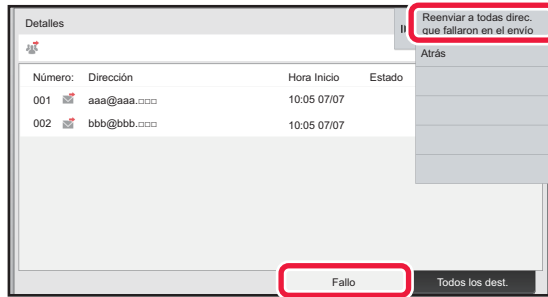 Detalles
Reenviar a todas direc.
que fallaron en el envío
Atrás
Número: Dirección Hora Inicio Estado
001 aaa@aaa.□□□ 10:05 07/07
002 bbb@bbb.□□□ 10:05 07/07
Fallo Todos los dest.